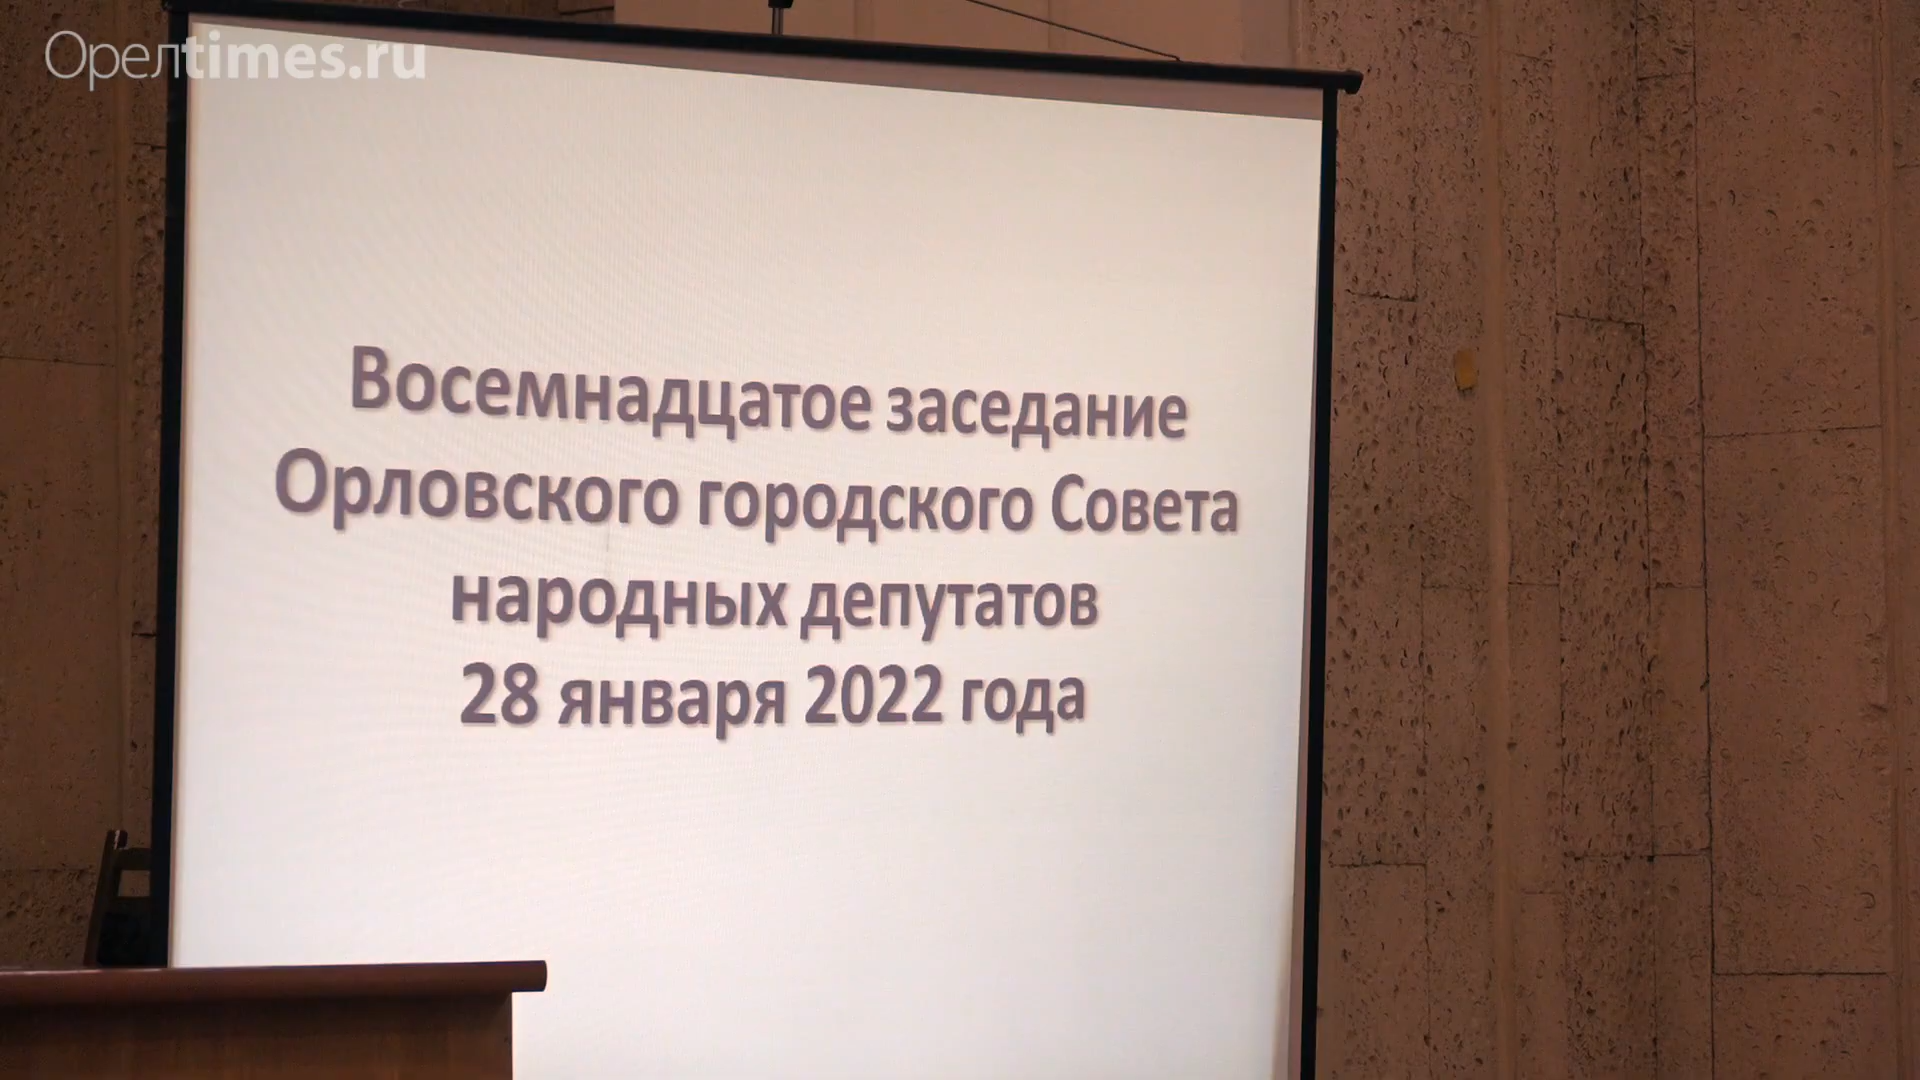 Орелtimes.ru
Восемнадцатое заседание
Орловского городского Совета
народных депутатов
28 января 2022 года